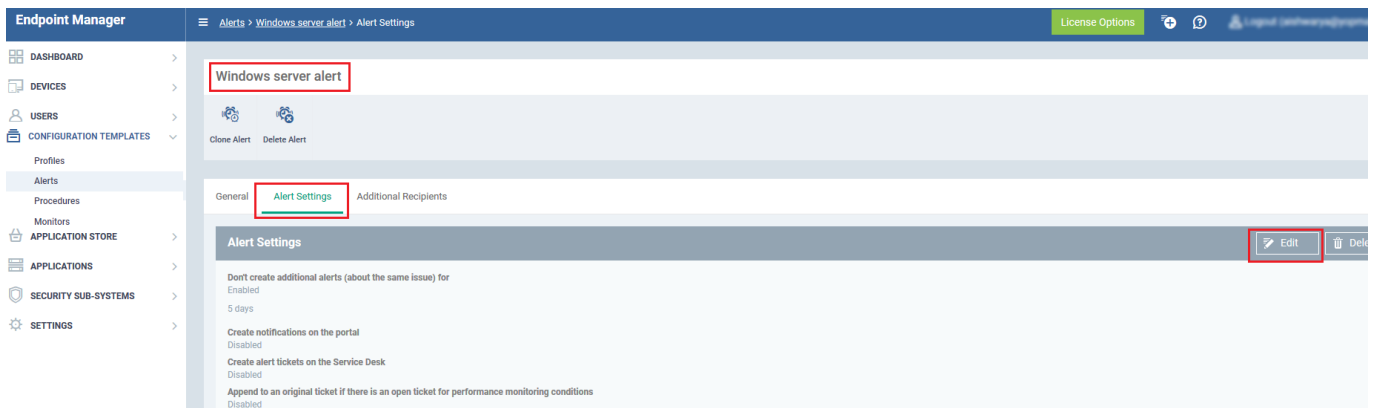 Endpoint Manager
Alerts > Windows server alert > Alert Settings
License Options
DASHBOARD
DEVICES
USERS
CONFIGURATION TEMPLATES
Profiles
Alerts
Procedures
Monitors
APPLICATION STORE
APPLICATIONS
SECURITY SUB-SYSTEMS
SETTINGS
Windows server alert
Clone Alert Delete Alert
General Alert Settings Additional Recipients
Alert Settings
Edit Dele
Don't create additional alerts (about the same issue) for
Enabled
5 days
Create notifications on the portal
Disabled
Create alert tickets on the Service Desk
Disabled
Append to an original ticket if there is an open ticket for performance monitoring conditions
Disabled